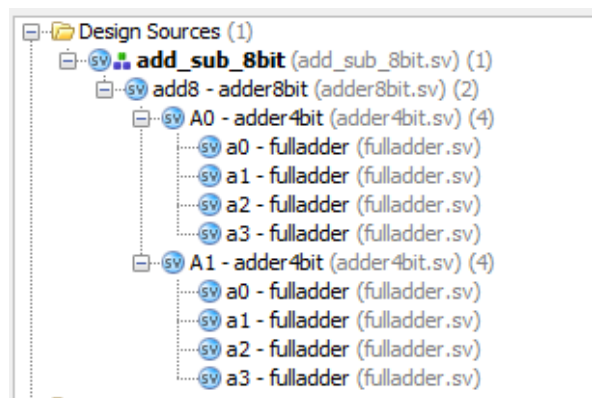 Design Sources (1)
add_sub_8bit (add_sub_8bit.sv) (1)
add8 - adder8bit (adder8bit.sv) (2)
A0 - adder4bit (adder4bit.sv) (4)
a0 - fulladder (fulladder.sv)
a1 - fulladder (fulladder.sv)
a2 - fulladder (fulladder.sv)
a3 - fulladder (fulladder.sv)
A1 - adder4bit (adder4bit.sv) (4)
a0 - fulladder (fulladder.sv)
a1 - fulladder (fulladder.sv)
a2 - fulladder (fulladder.sv)
a3 - fulladder (fulladder.sv)